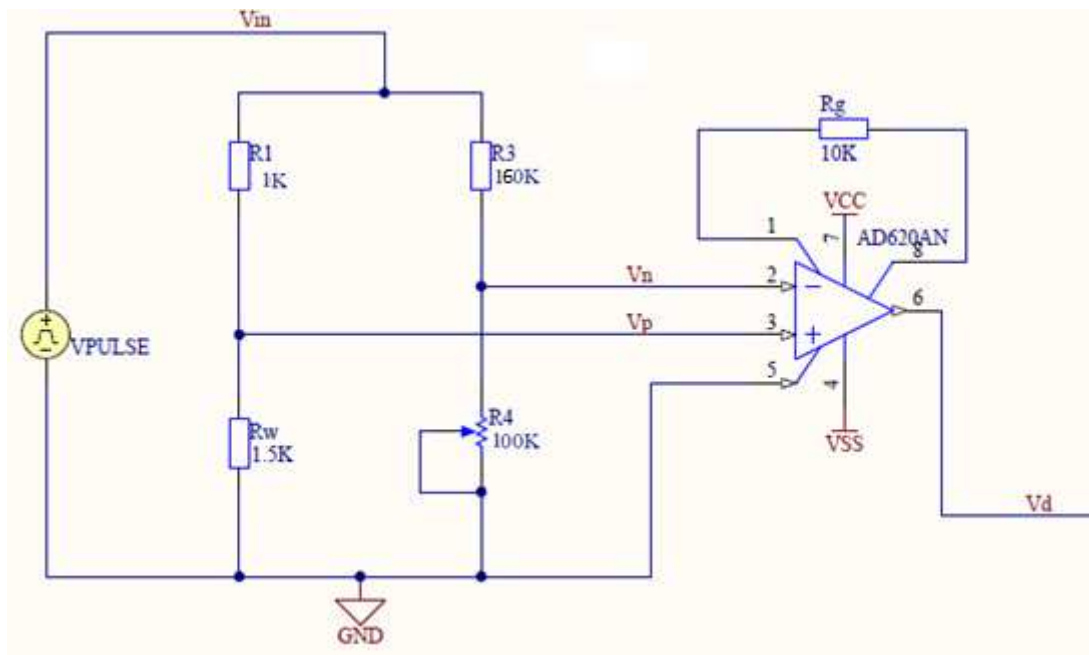 Vin
R1
1K
R3
160K
Rg
10K
VCC
1
7
AD620AN
8
Vn
2
6
Vp
3
VPULSE
5
4
Rw
1.5K
R4
100K
VSS
Vd
GND